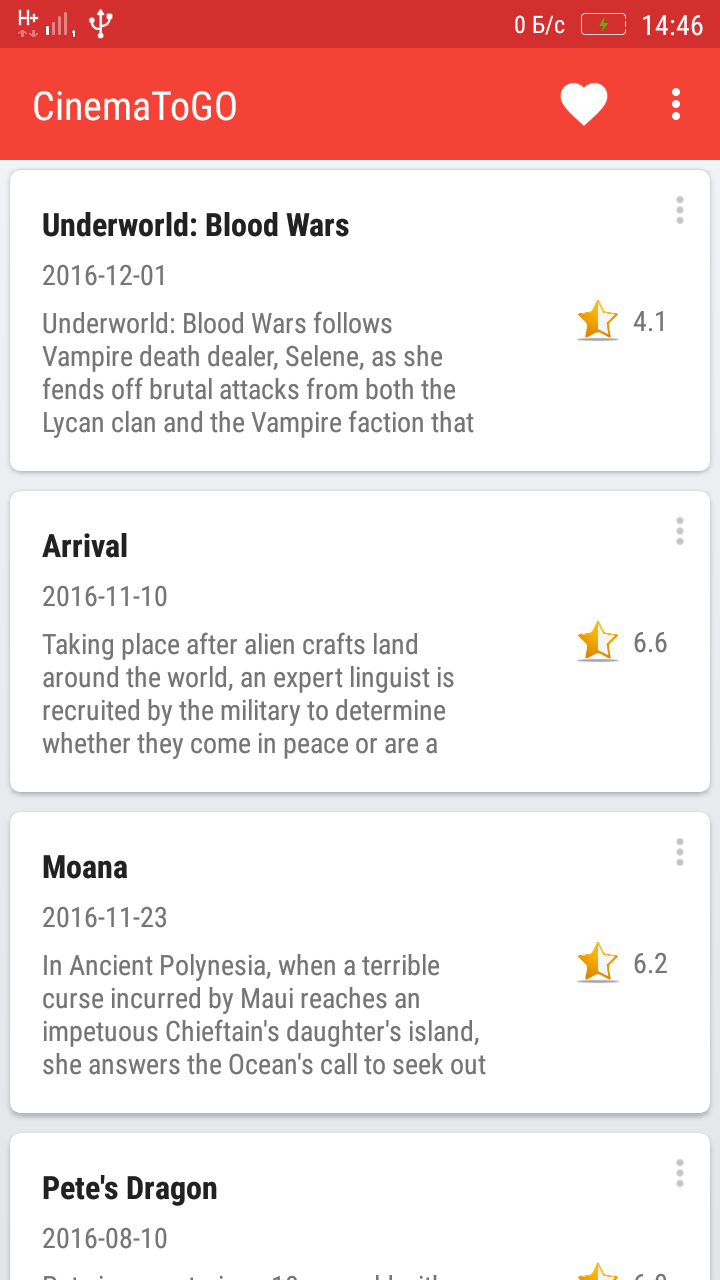 H+ 0 Б/с 14:46
CinemaToGO
Underworld: Blood Wars
2016-12-01
Underworld: Blood Wars follows
Vampire death dealer, Selene, as she
fends off brutal attacks from both the
Lycan clan and the Vampire faction that
4.1
Arrival
2016-11-10
Taking place after alien crafts land
around the world, an expert linguist is
recruited by the military to determine
whether they come in peace or are a
6.6
Moana
2016-11-23
In Ancient Polynesia, when a terrible
curse incurred by Maui reaches an
impetuous Chieftain's daughter's island,
she answers the Ocean's call to seek out
6.2
Pete's Dragon
2016-08-10